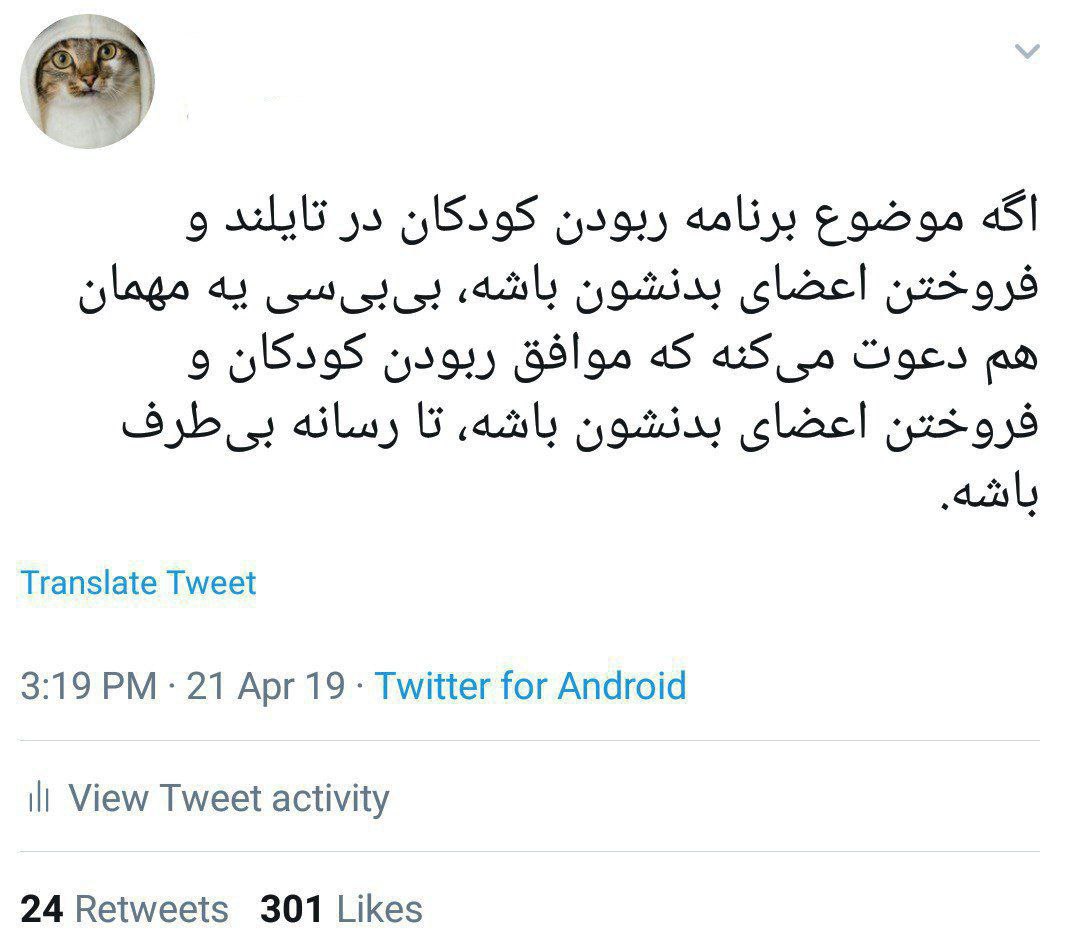 اگه موضوع برنامه ربودن کودکان در تایلند و
فروختن اعضای بدنشون باشه، بی‌بی‌سی یه مهمان
هم دعوت می‌کنه که موافق ربودن کودکان و
فروختن اعضای بدنشون باشه، تا رسانه بی‌طرف
باشه.
Translate Tweet
3:19 PM · 21 Apr 19 · Twitter for Android
View Tweet activity
24 Retweets 301 Likes